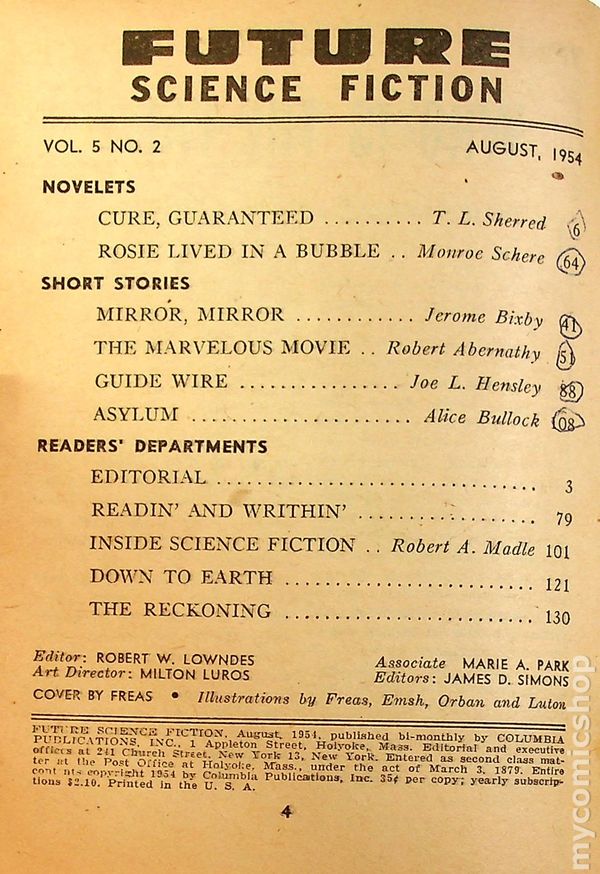 FUTURE
SCIENCE FICTION
VOL. 5 NO. 2 AUGUST, 1954
NOVELETS
CURE, GUARANTEED .......... T. L. Sherred 6
ROSIE LIVED IN A BUBBLE .. Monroe Schere 64
SHORT STORIES
MIRROR, MIRROR ............ Jerome Bixby 41
THE MARVELOUS MOVIE .. Robert Abernathy 51
GUIDE WIRE ................ Joe L. Hensley 88
ASYLUM ...................... Alice Bullock 108
READERS' DEPARTMENTS
EDITORIAL ................................ 3
READIN' AND WRITHIN' .................. 79
INSIDE SCIENCE FICTION .. Robert A. Madle 101
DOWN TO EARTH ......................... 121
THE RECKONING ......................... 130
Editor: ROBERT W. LOWNDES Associate MARIE A. PARK
Art Director: MILTON LUROS Editors: JAMES D. SIMONS
COVER BY FREAS • Illustrations by Freas, Emsh, Orban and Luton
FUTURE SCIENCE FICTION, August, 1954, published bi-monthly by COLUMBIA
PUBLICATIONS, INC., 1 Appleton Street, Holyoke, Mass. Editorial and executive
offices at 241 Church Street, New York 13, New York. Entered as second class mat-
ter at the Post Office at Holyoke, Mass., under the act of March 3, 1879. Entire
contents copyright 1954 by Columbia Publications, Inc. 35¢ per copy; yearly subscrip-
tions $2.10. Printed in the U. S. A.
4
mycomicshop